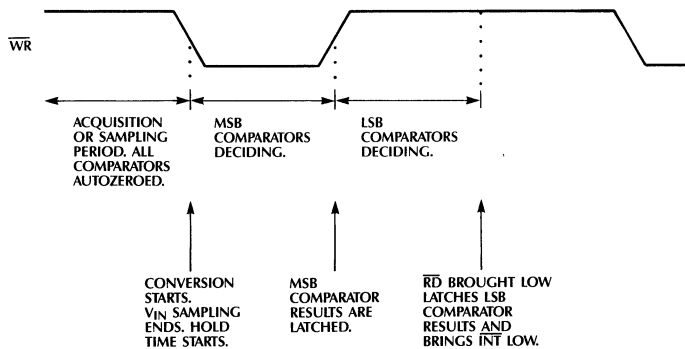 WR
ACQUISITION
OR SAMPLING
PERIOD. ALL
COMPARATORS
AUTOZEROED.
MSB
COMPARATORS
DECIDING.
LSB
COMPARATORS
DECIDING.
CONVERSION
STARTS.
VIN SAMPLING
ENDS. HOLD
TIME STARTS.
MSB
COMPARATOR
RESULTS ARE
LATCHED.
RD BROUGHT LOW
LATCHES LSB
COMPARATOR
RESULTS AND
BRINGS INT LOW.